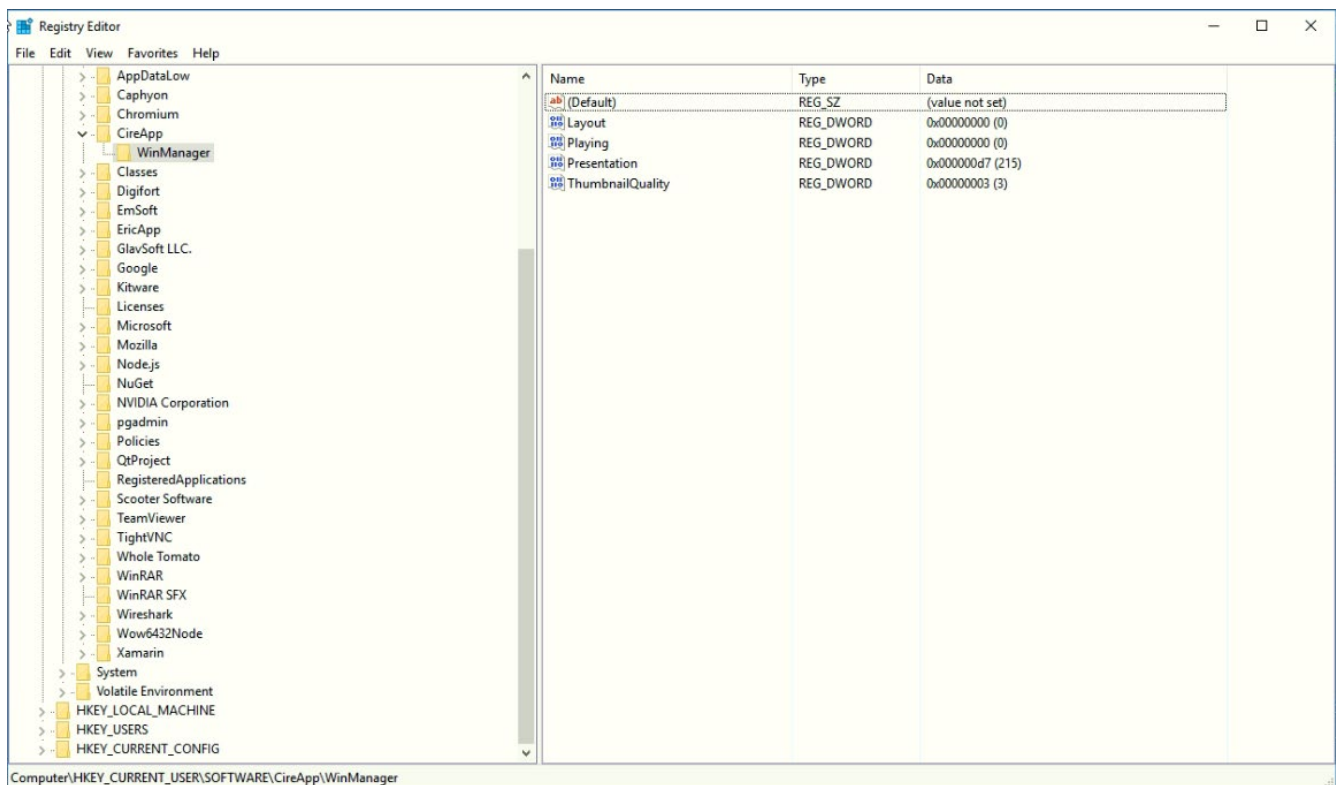 Registry Editor
File Edit View Favorites Help
AppDataLow
Caphyon
Chromium
CireApp
WinManager
Classes
Digifort
EmSoft
EricApp
GlavSoft LLC.
Google
Kitware
Licenses
Microsoft
Mozilla
Node.js
NuGet
NVIDIA Corporation
pgadmin
Policies
QtProject
RegisteredApplications
Scooter Software
TeamViewer
TightVNC
Whole Tomato
WinRAR
WinRAR SFX
Wireshark
Wow6432Node
Xamarin
System
Volatile Environment
HKEY_LOCAL_MACHINE
HKEY_USERS
HKEY_CURRENT_CONFIG
Name Type Data
(Default) REG_SZ (value not set)
Layout REG_DWORD 0x00000000 (0)
Playing REG_DWORD 0x00000000 (0)
Presentation REG_DWORD 0x000000d7 (215)
ThumbnailQuality REG_DWORD 0x00000003 (3)
Computer\HKEY_CURRENT_USER\SOFTWARE\CireApp\WinManager